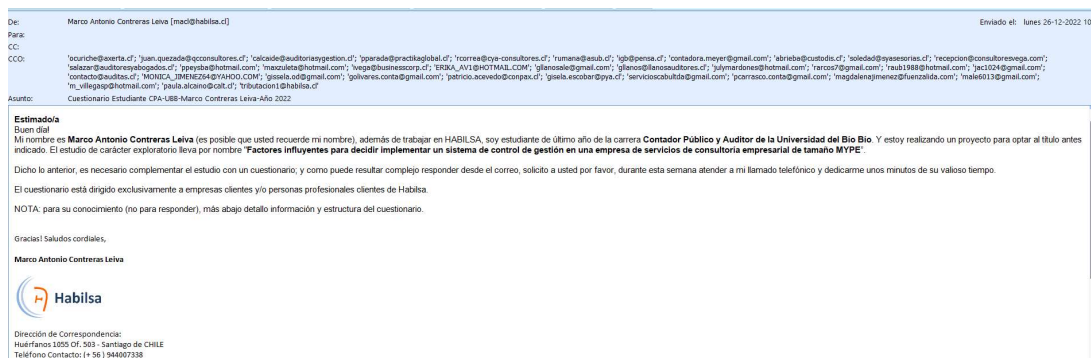 De: Marco Antonio Contreras Leiva [macl@habilsa.cl] Enviado el: lunes 26-12-2022 10
Para:
CC:
CCO: 'ocuriche@axerta.cl'; 'juan.quezada@qcconsultores.cl'; 'calcaide@auditoriasygestion.cl'; 'pparada@practikaglobal.cl'; 'rcorrea@cya-consultores.cl'; 'rumana@asub.cl'; 'igb@pensa.cl'; 'contadora.meyer@gmail.com'; 'abrieba@custodis.cl'; 'soledad@syasesorias.cl'; 'recepcion@consultoresvega.com';
'salazar@auditoresyabogados.cl'; 'ppeysba@hotmail.com'; 'maxzuleta@hotmail.com'; 'ivega@businesscorp.cl'; 'ERIKA_AV1@HOTMAIL.COM'; 'gllanosale@gmail.com'; 'gllanos@llanosauditores.cl'; 'julymardones@gmail.com'; 'rarcos7@gmail.com'; 'raub1988@hotmail.com'; 'jac1024@gmail.com';
'contacto@auditas.cl'; 'MONICA_JIMENEZ64@YAHOO.COM'; 'gissela.od@gmail.com'; 'golivares.conta@gmail.com'; 'patricio.acevedo@conpax.cl'; 'gisela.escobar@pya.cl'; 'servicioscabultda@gmail.com'; 'pcarrasco.conta@gmail.com'; 'magdalenajimenez@fuenzalida.com'; 'male6013@gmail.com';
'm_villegasp@hotmail.com'; 'paula.alcaino@calt.cl'; 'tributacion1@habilsa.cl'
Asunto: Cuestionario Estudiante CPA-UBB-Marco Contreras Leiva-Año 2022
Estimado/a
Buen día!
Mi nombre es Marco Antonio Contreras Leiva (es posible que usted recuerde mi nombre), además de trabajar en HABILSA, soy estudiante de último año de la carrera Contador Público y Auditor de la Universidad del Bio Bio. Y estoy realizando un proyecto para optar al título antes
indicado. El estudio de carácter exploratorio lleva por nombre "Factores influyentes para decidir implementar un sistema de control de gestión en una empresa de servicios de consultoría empresarial de tamaño MYPE".
Dicho lo anterior, es necesario complementar el estudio con un cuestionario; y como puede resultar complejo responder desde el correo, solicito a usted por favor, durante esta semana atender a mi llamado telefónico y dedicarme unos minutos de su valioso tiempo.
El cuestionario está dirigido exclusivamente a empresas clientes y/o personas profesionales clientes de Habilsa.
NOTA: para su conocimiento (no para responder), más abajo detallo información y estructura del cuestionario.
Gracias! Saludos cordiales,
Marco Antonio Contreras Leiva
Habilsa
Dirección de Correspondencia:
Huérfanos 1055 Of. 503 - Santiago de CHILE
Teléfono Contacto: (+ 56 ) 944007338